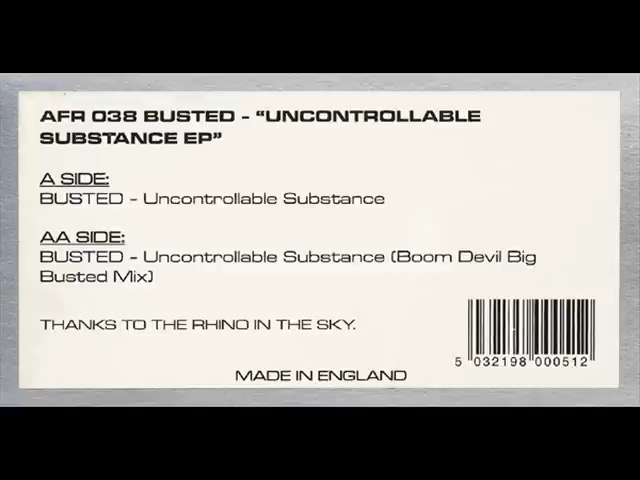 AFR 038 BUSTED - "UNCONTROLLABLE
SUBSTANCE EP"
A SIDE:
BUSTED - Uncontrollable Substance
AA SIDE:
BUSTED - Uncontrollable Substance (Boom Devil Big
Busted Mix)
THANKS TO THE RHINO IN THE SKY.
5 032198 000512
MADE IN ENGLAND